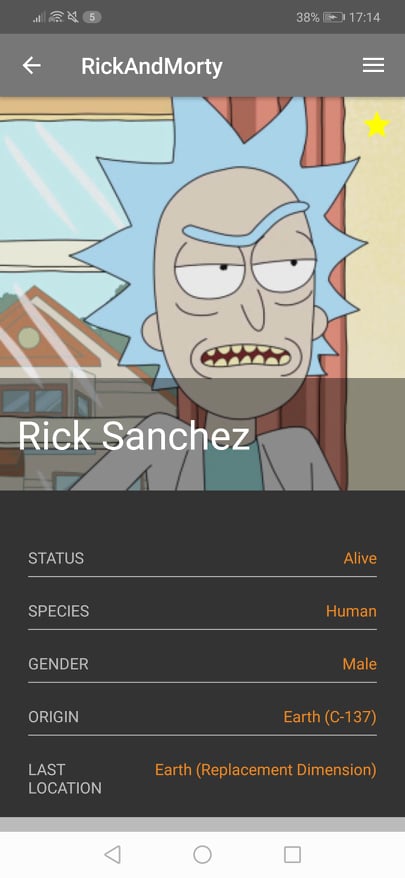 5 38% 17:14
RickAndMorty
Rick Sanchez
STATUS Alive
SPECIES Human
GENDER Male
ORIGIN Earth (C-137)
LAST Earth (Replacement Dimension)
LOCATION